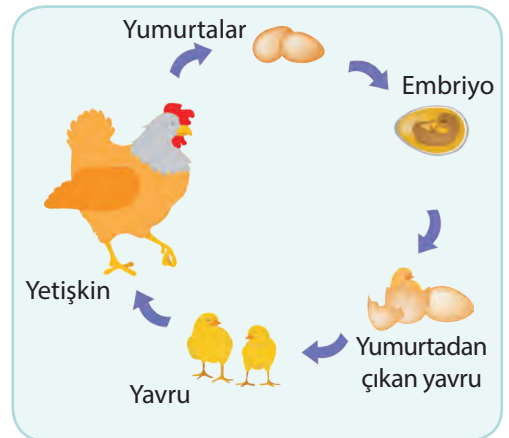 Yumurtalar
Embriyo
Yumurtadan
çıkan yavru
Yavru
Yetişkin